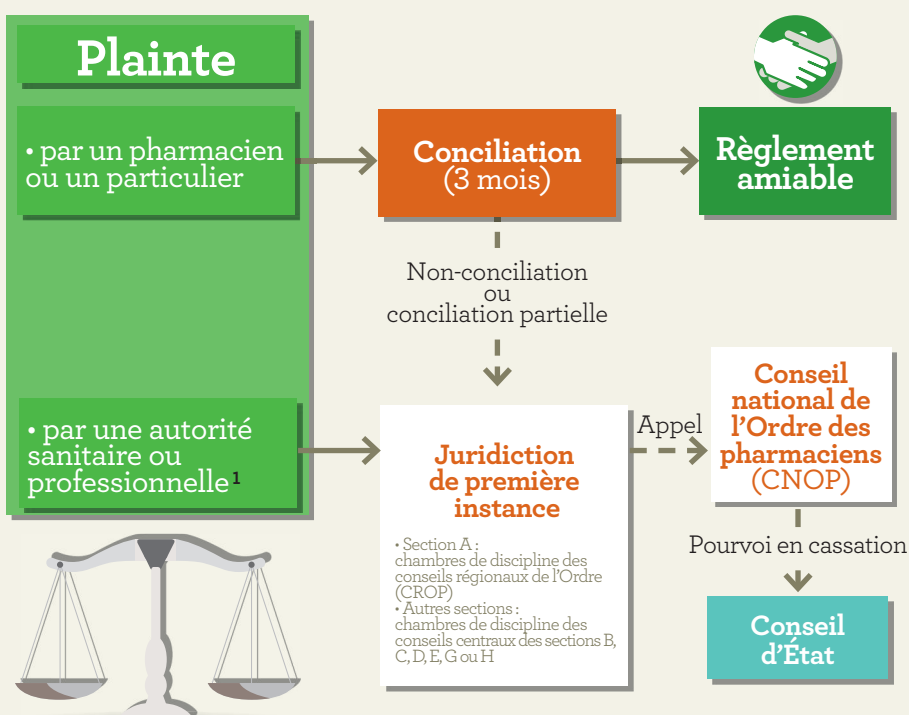 Plainte
• par un pharmacien
ou un particulier
Conciliation
(3 mois)
Règlement
amiable
Non-conciliation
ou
conciliation partielle
• par une autorité
sanitaire ou
professionnelle¹
Juridiction
de première
instance
• Section A :
chambres de discipline des
conseils régionaux de l'Ordre
(CROP)
• Autres sections :
chambres de discipline des
conseils centraux des sections B,
C, D, E, G ou H
Appel
Conseil
national de
l'Ordre des
pharmaciens
(CNOP)
Pourvoi en cassation
Conseil
d'État